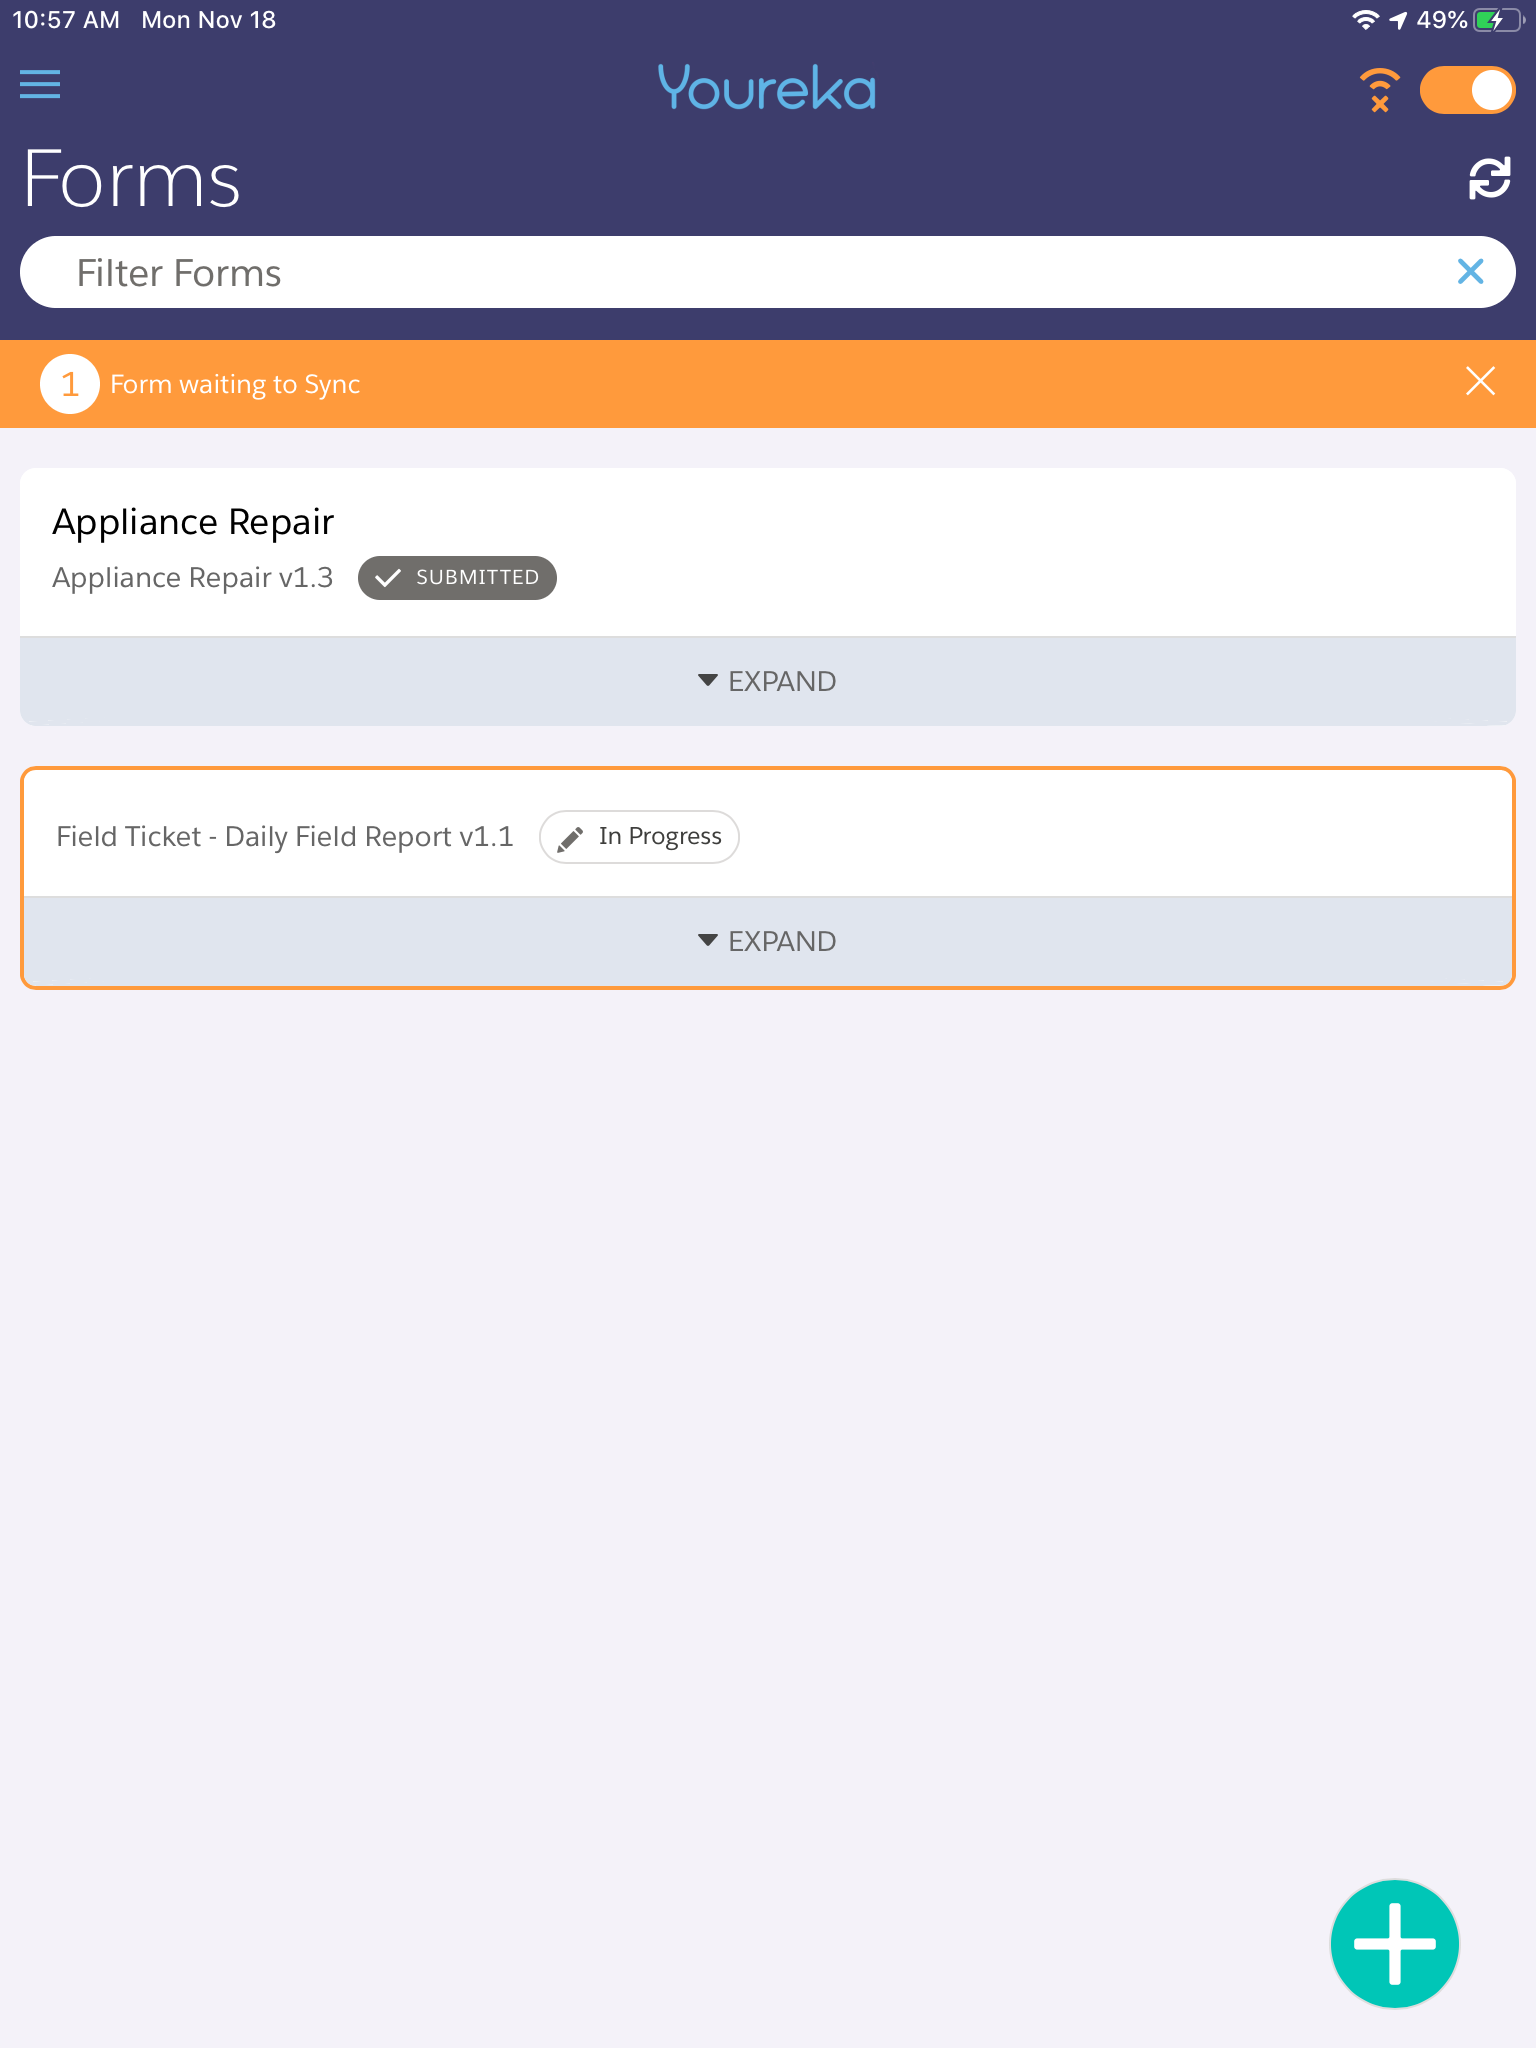 10:57 AM Mon Nov 18 49%
Youreka
Forms
Filter Forms
1 Form waiting to Sync
Appliance Repair
Appliance Repair v1.3 SUBMITTED
EXPAND
Field Ticket - Daily Field Report v1.1 In Progress
EXPAND